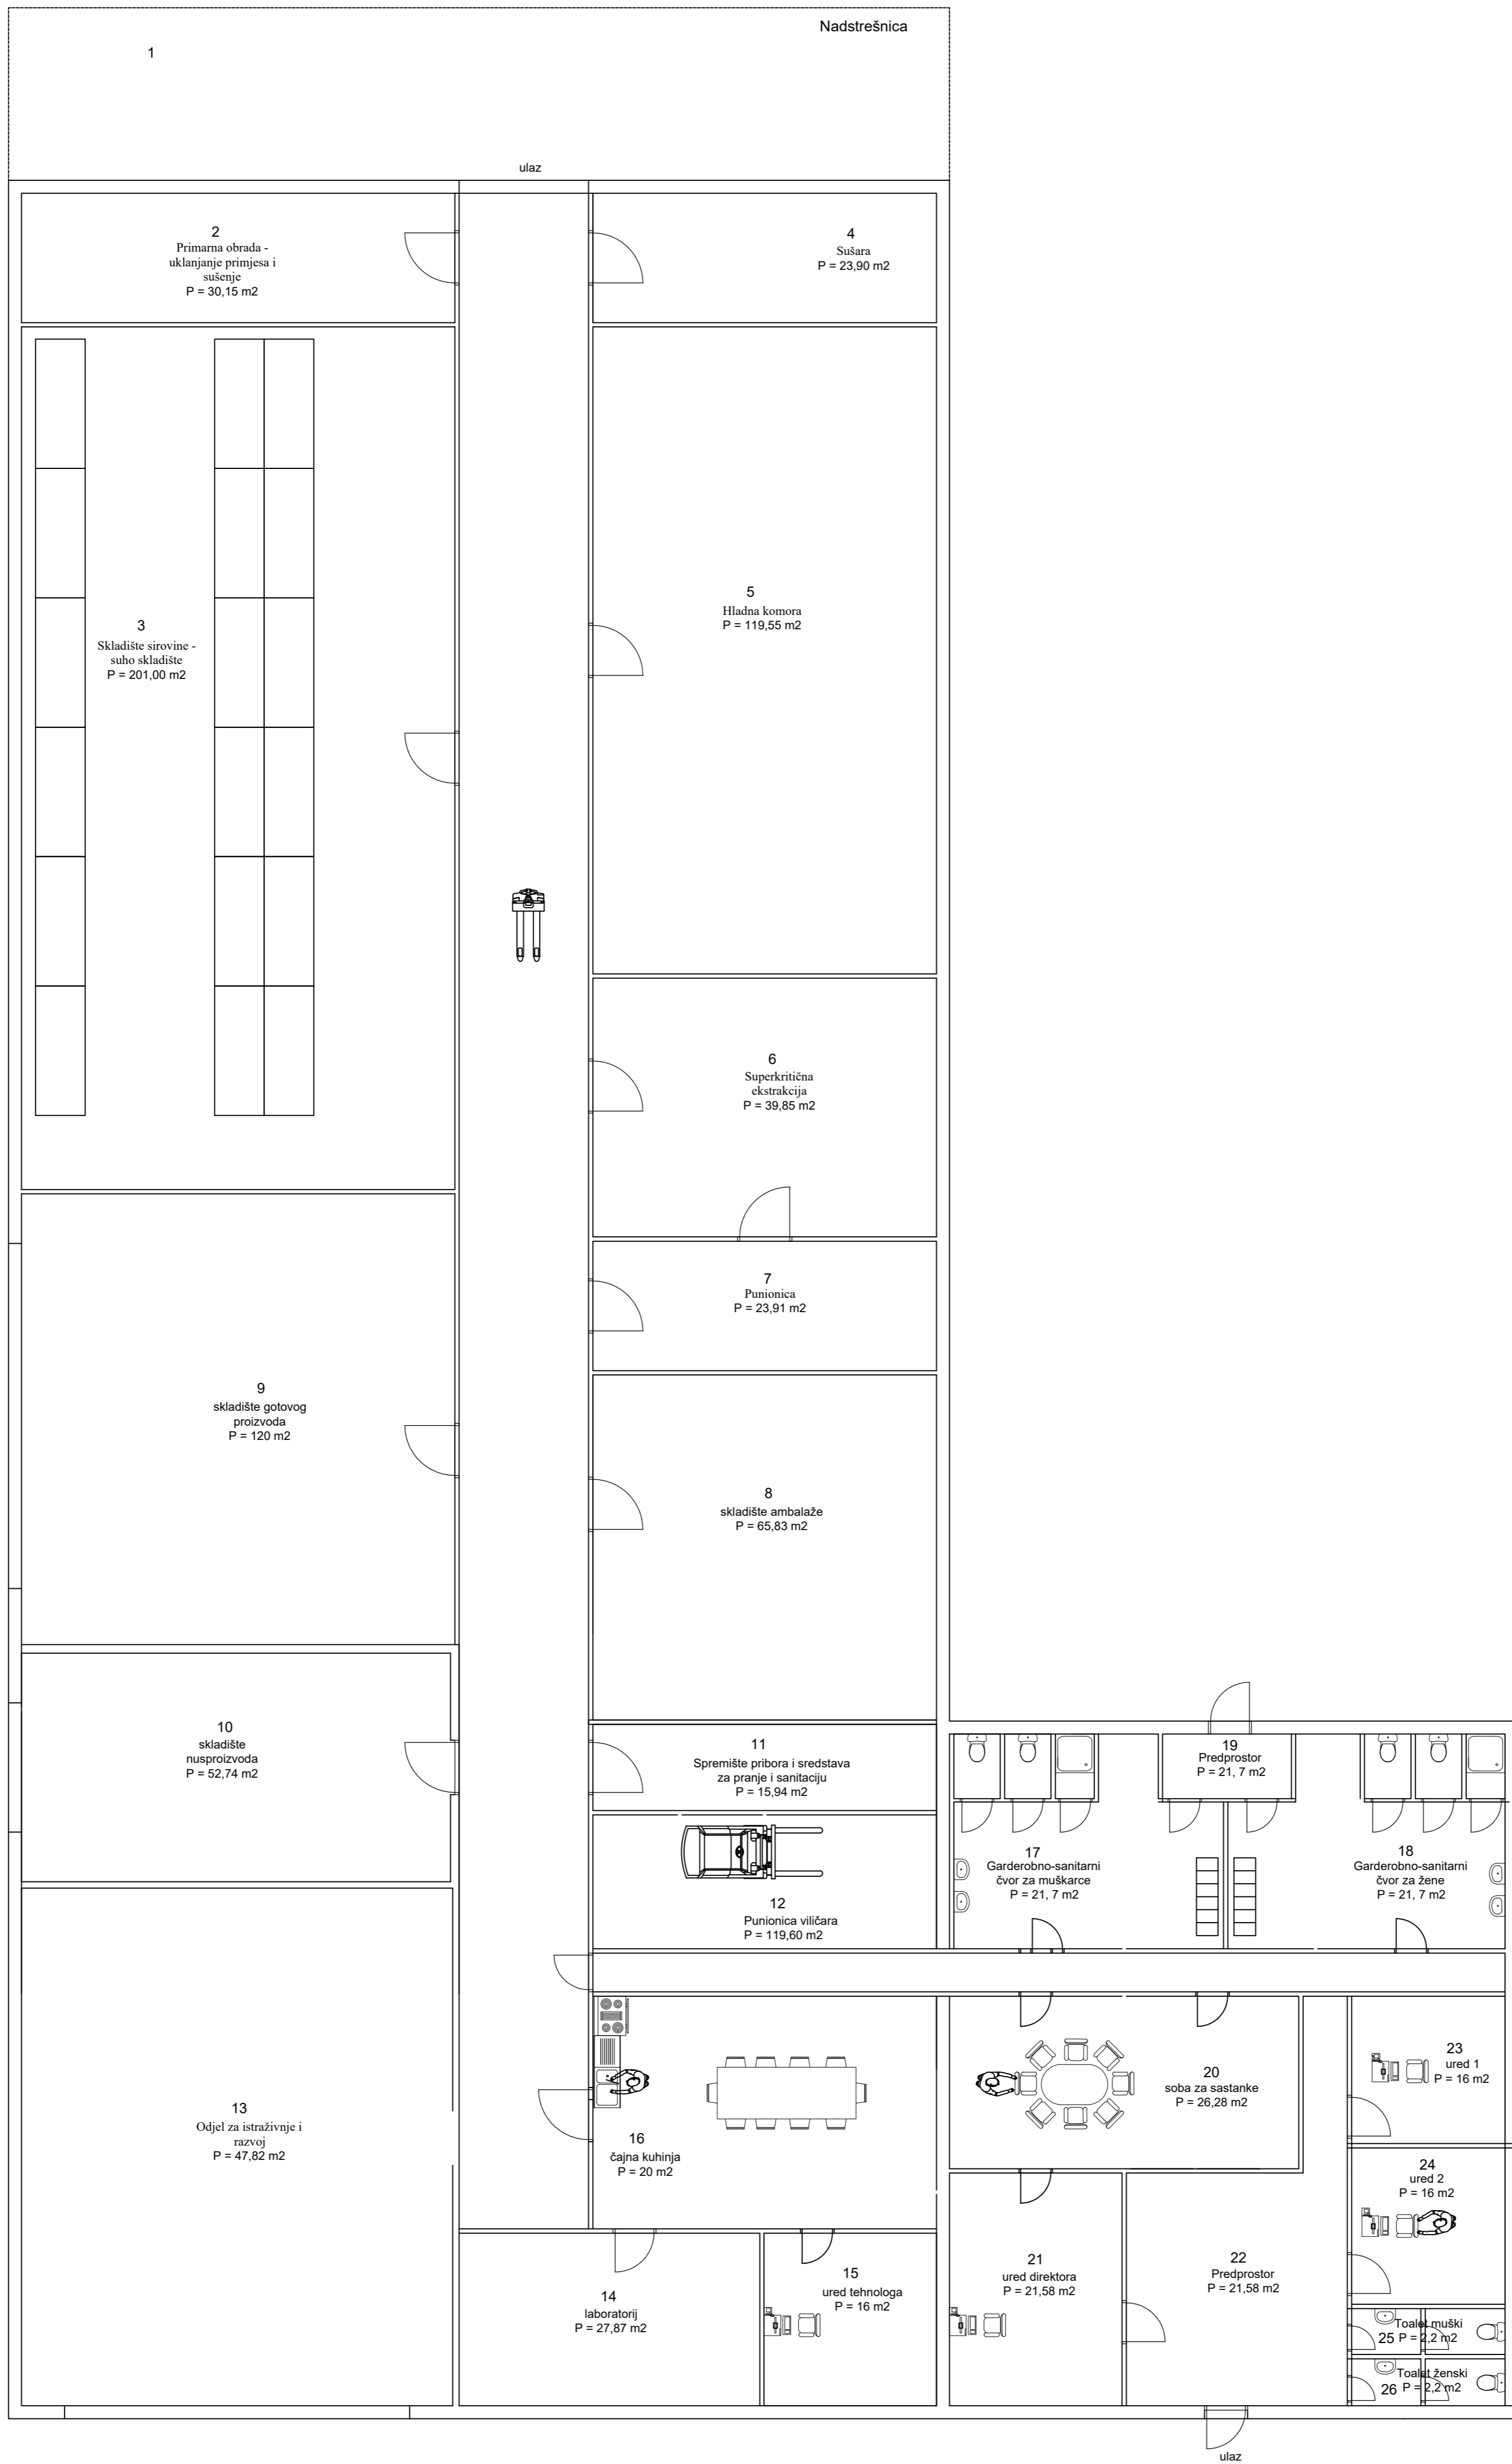 Nadstrešnica
1
ulaz
2
Primarna obrada -
uklanjanje primjesa i
sušenje
P = 30,15 m2
4
Sušara
P = 23,90 m2
3
Skladište sirovine -
suho skladište
P = 201,00 m2
5
Hladna komora
P = 119,55 m2
6
Superkritična
ekstrakcija
P = 39,85 m2
7
Punionica
P = 23,91 m2
9
skladište gotovog
proizvoda
P = 120 m2
8
skladište ambalaže
P = 65,83 m2
10
skladište
nusproizvoda
P = 52,74 m2
11
Spremište pribora i sredstava
za pranje i sanitaciju
P = 15,94 m2
19
Predprostor
P = 21, 7 m2
17
Garderobno-sanitarni
čvor za muškarce
P = 21, 7 m2
18
Garderobno-sanitarni
čvor za žene
P = 21, 7 m2
12
Punionica viličara
P = 119,60 m2
13
Odjel za istraživnje i
razvoj
P = 47,82 m2
16
čajna kuhinja
P = 20 m2
20
soba za sastanke
P = 26,28 m2
23
ured 1
P = 16 m2
24
ured 2
P = 16 m2
14
laboratorij
P = 27,87 m2
15
ured tehnologa
P = 16 m2
21
ured direktora
P = 21,58 m2
22
Predprostor
P = 21,58 m2
Toalet muški
25 P = 2,2 m2
Toalet ženski
26 P = 2,2 m2
ulaz